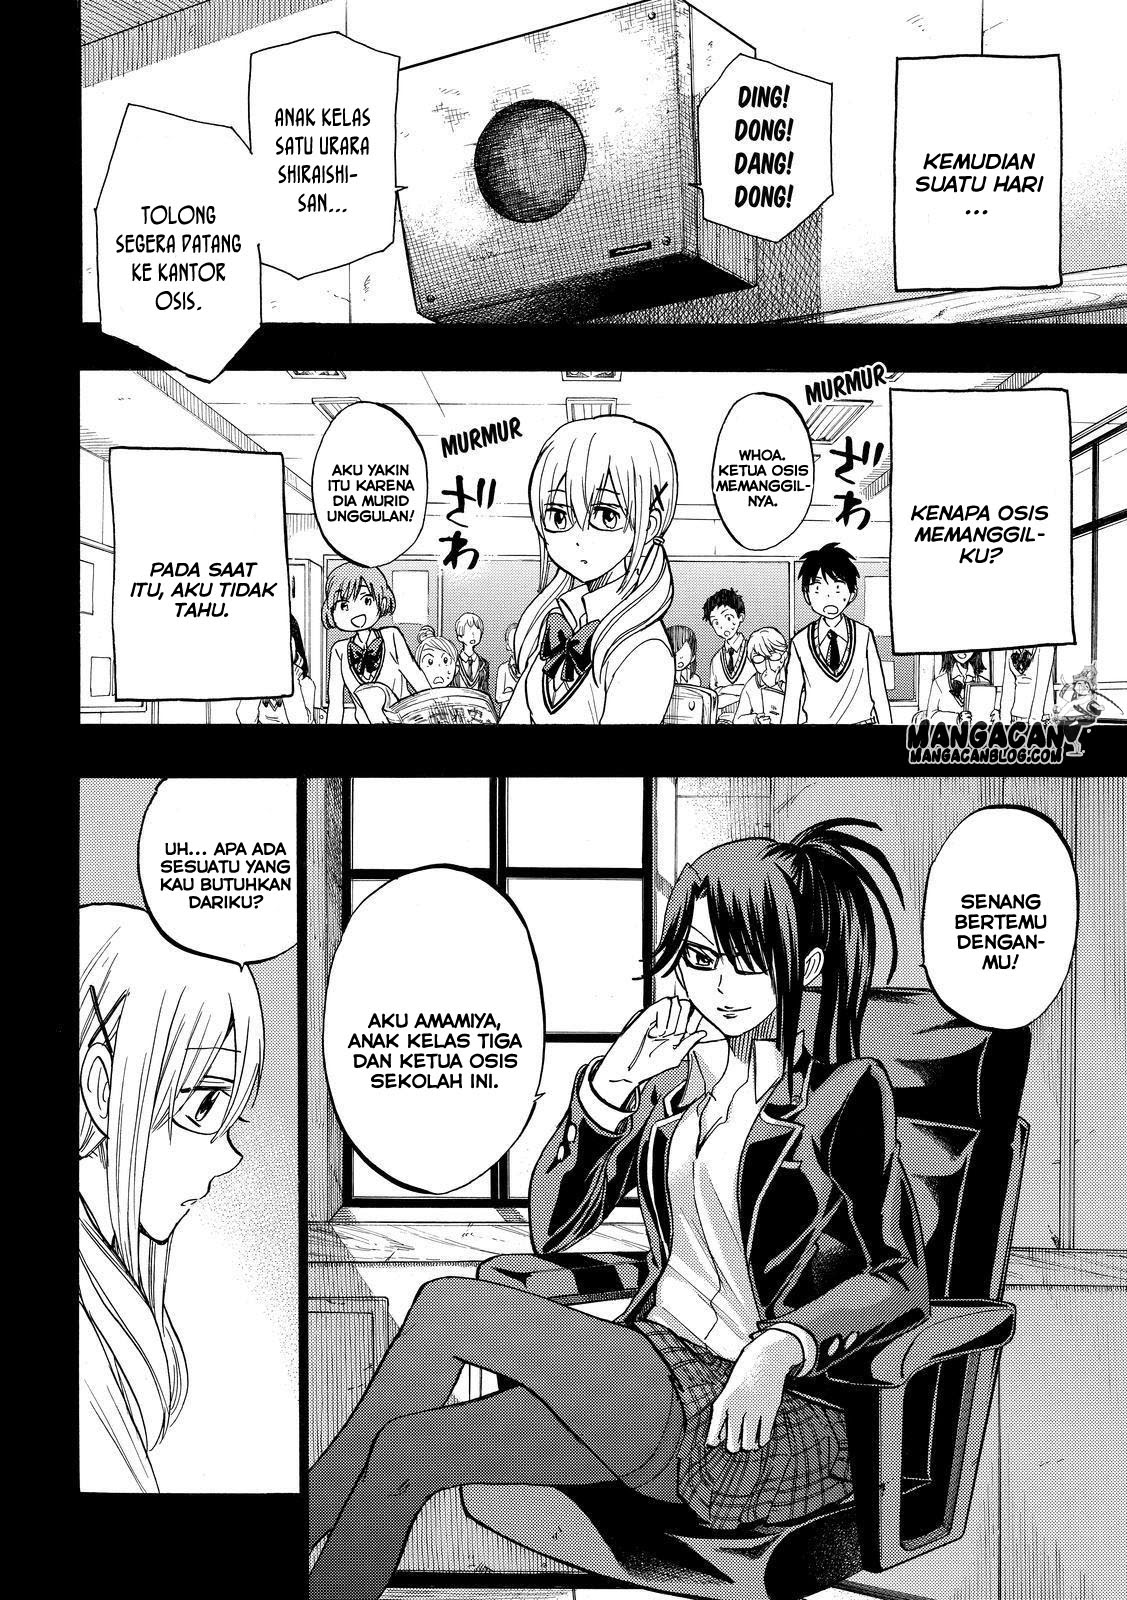 KEMUDIAN
SUATU HARI
...
DING!
DONG!
DANG!
DONG!
ANAK KELAS
SATU URARA
SHIRAISHI-
SAN...
TOLONG
SEGERA DATANG
KE KANTOR
OSIS.
KENAPA OSIS
MEMANGGIL-
KU?
MURMUR
ざわ
WHOA.
KETUA OSIS
MEMANGGIL-
NYA.
MURMUR
ざわ
AKU YAKIN
ITU KARENA
DIA MURID
UNGGULAN!
PADA SAAT
ITU, AKU TIDAK
TAHU.
MANGACAN
MANGACANBLOG.COM
SENANG
BERTEMU
DENGAN-
MU!
AKU AMAMIYA,
ANAK KELAS TIGA
DAN KETUA OSIS
SEKOLAH INI.
UH... APA ADA
SESUATU YANG
KAU BUTUHKAN
DARIKU?